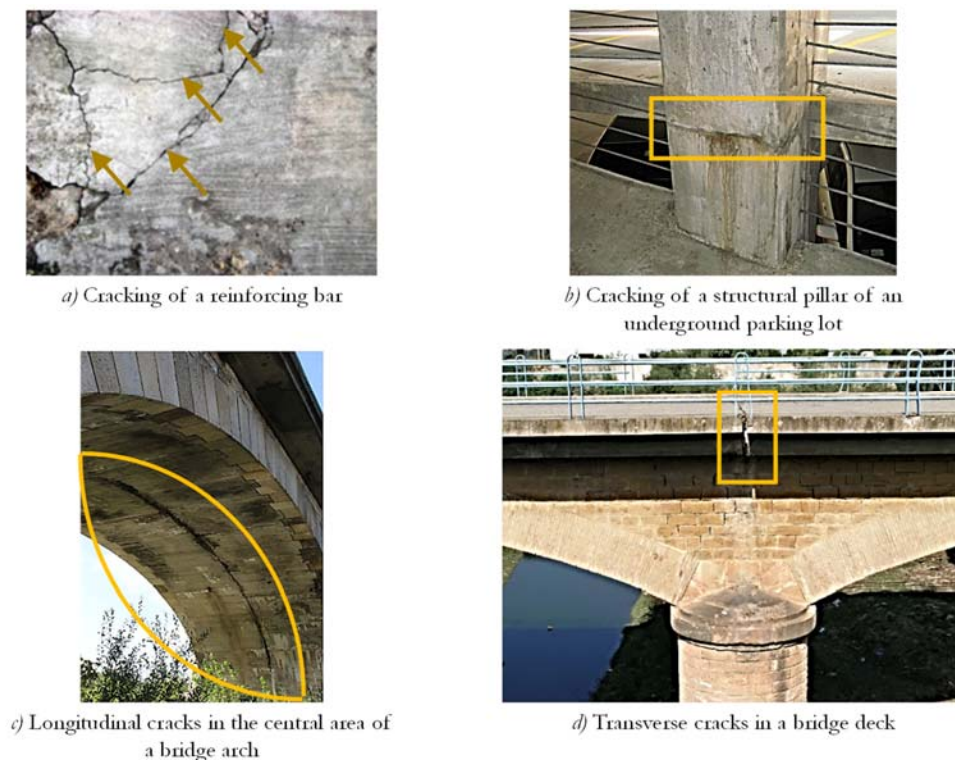 a) Cracking of a reinforcing bar
b) Cracking of a structural pillar of an
underground parking lot
c) Longitudinal cracks in the central area of
a bridge arch
d) Transverse cracks in a bridge deck